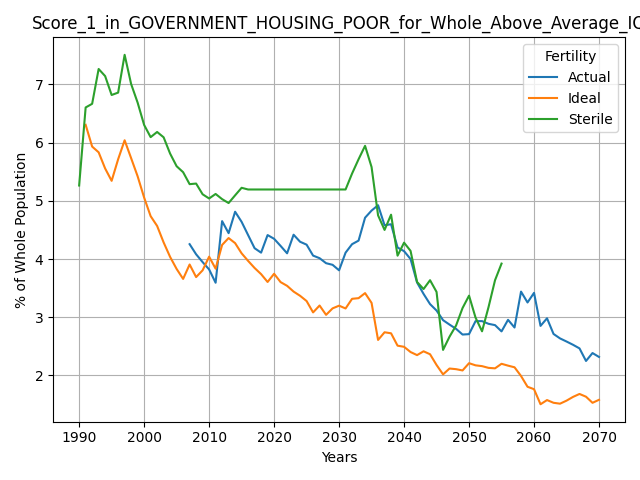 Score_1_in_GOVERNMENT_HOUSING_POOR_for_Whole_Above_Average_IC
Fertility
Actual
Ideal
Sterile
% of Whole Population
7
6
5
4
3
2
1990 2000 2010 2020 2030 2040 2050 2060 2070
Years